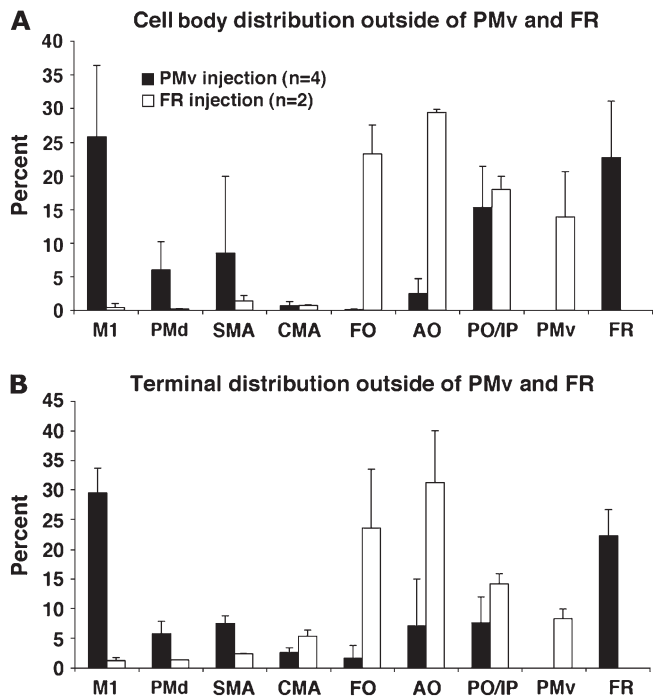 A
Cell body distribution outside of PMv and FR
PMv injection (n=4)
FR injection (n=2)
Percent
40
35
30
25
20
15
10
5
0
M1 PMd SMA CMA FO AO PO/IP PMv FR
B
Terminal distribution outside of PMv and FR
Percent
45
40
35
30
25
20
15
10
5
0
M1 PMd SMA CMA FO AO PO/IP PMv FR